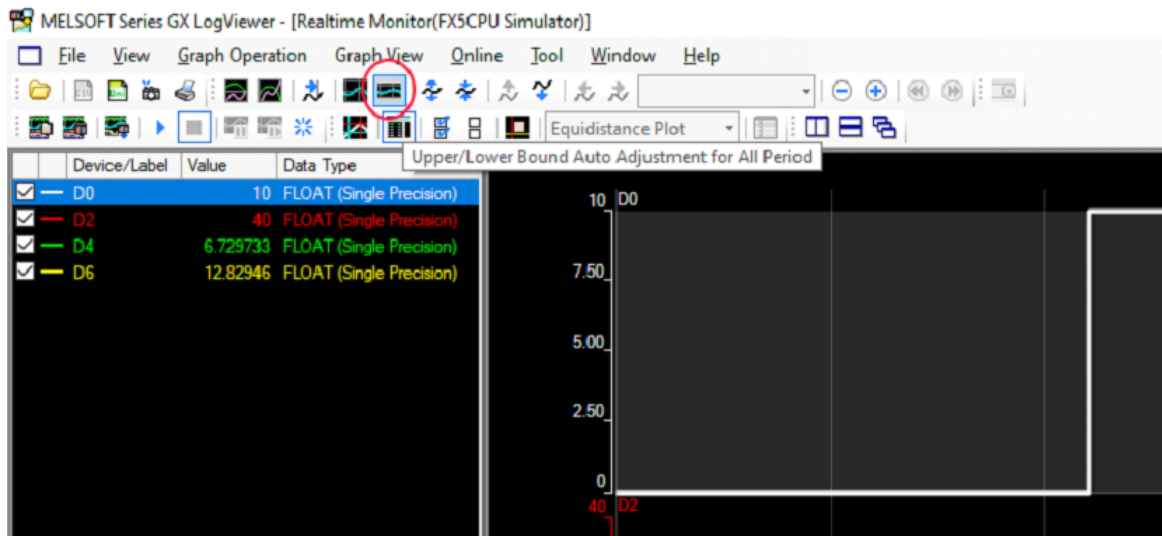 MELSOFT Series GX LogViewer - [Realtime Monitor(FX5CPU Simulator)]
File View Graph Operation Graph View Online Tool Window Help
Equidistance Plot
Upper/Lower Bound Auto Adjustment for All Period
Device/Label Value Data Type
D0 10 FLOAT (Single Precision)
D2 40 FLOAT (Single Precision)
D4 6.729733 FLOAT (Single Precision)
D6 12.82946 FLOAT (Single Precision)
10 D0
7.50
5.00
2.50
0
40 D2